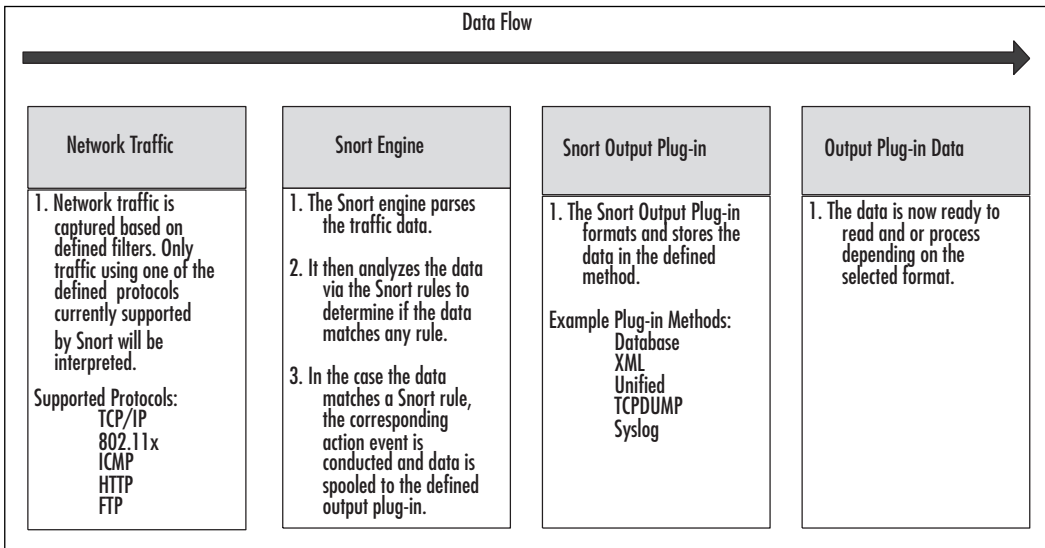 Data Flow
Network Traffic
1. Network traffic is
captured based on
defined filters. Only
traffic using one of the
defined protocols
currently supported
by Snort will be
interpreted.
Supported Protocols:
TCP/IP
802.11x
ICMP
HTTP
FTP
Snort Engine
1. The Snort engine parses
the traffic data.
2. It then analyzes the data
via the Snort rules to
determine if the data
matches any rule.
3. In the case the data
matches a Snort rule,
the corresponding
action event is
conducted and data is
spooled to the defined
output plug-in.
Snort Output Plug-in
1. The Snort Output Plug-in
formats and stores the
data in the defined
method.
Example Plug-in Methods:
Database
XML
Unified
TCPDUMP
Syslog
Output Plug-in Data
1. The data is now ready to
read and or process
depending on the
selected format.